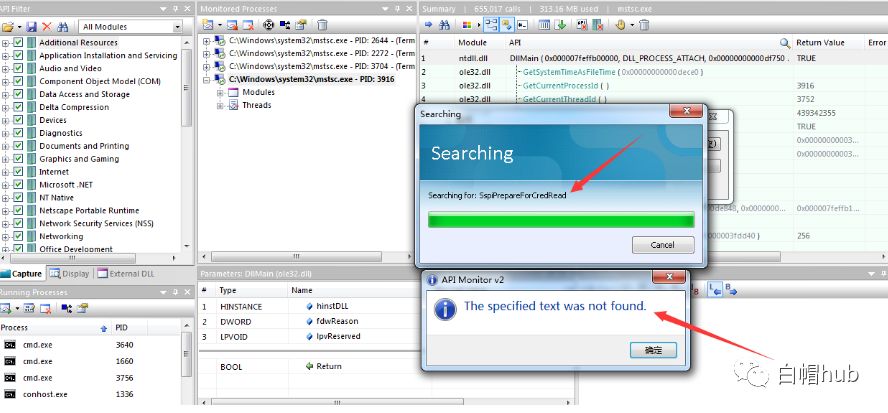 API Filter
All Modules
Additional Resources
Application Installation and Servicing
Audio and Video
Component Object Model (COM)
Data Access and Storage
Delta Compression
Devices
Diagnostics
Documents and Printing
Graphics and Gaming
Internet
Microsoft .NET
NT Native
Netscape Portable Runtime
Network Security Services (NSS)
Networking
Office Development
Capture
Display
External DLL
Running Processes
Process PID
cmd.exe 3640
cmd.exe 1660
cmd.exe 3756
conhost.exe 1336
Monitored Processes
C:\Windows\system32\mstsc.exe - PID: 2644 - (Term
C:\Windows\system32\mstsc.exe - PID: 2272 - (Term
C:\Windows\system32\mstsc.exe - PID: 3704 - (Term
C:\Windows\system32\mstsc.exe - PID: 3916
Modules
Threads
Summary | 655,017 calls | 313.16 MB used | mstsc.exe
# Module API Return Value Error
1 ntdll.dll DllMain ( 0x000007feffb00000, DLL_PROCESS_ATTACH, 0x00000000000df750 TRUE
2 ole32.dll GetSystemTimeAsFileTime ( 0x00000000000dece0 )
3 ole32.dll GetCurrentProcessId ( ) 3916
4 ole32.dll GetCurrentThreadId ( ) 3752
439342355
TRUE
0x00000000003...
0x00000000003...
0x000007feffb1...
256
Searching
Searching
Searching for: SspiPrepareForCredRead
Cancel
Parameters: DllMain (ole32.dll)
# Type Name
1 HINSTANCE hinstDLL
2 DWORD fdwReason
3 LPVOID lpvReserved
BOOL Return
API Monitor v2
The specified text was not found.
确定
白帽hub